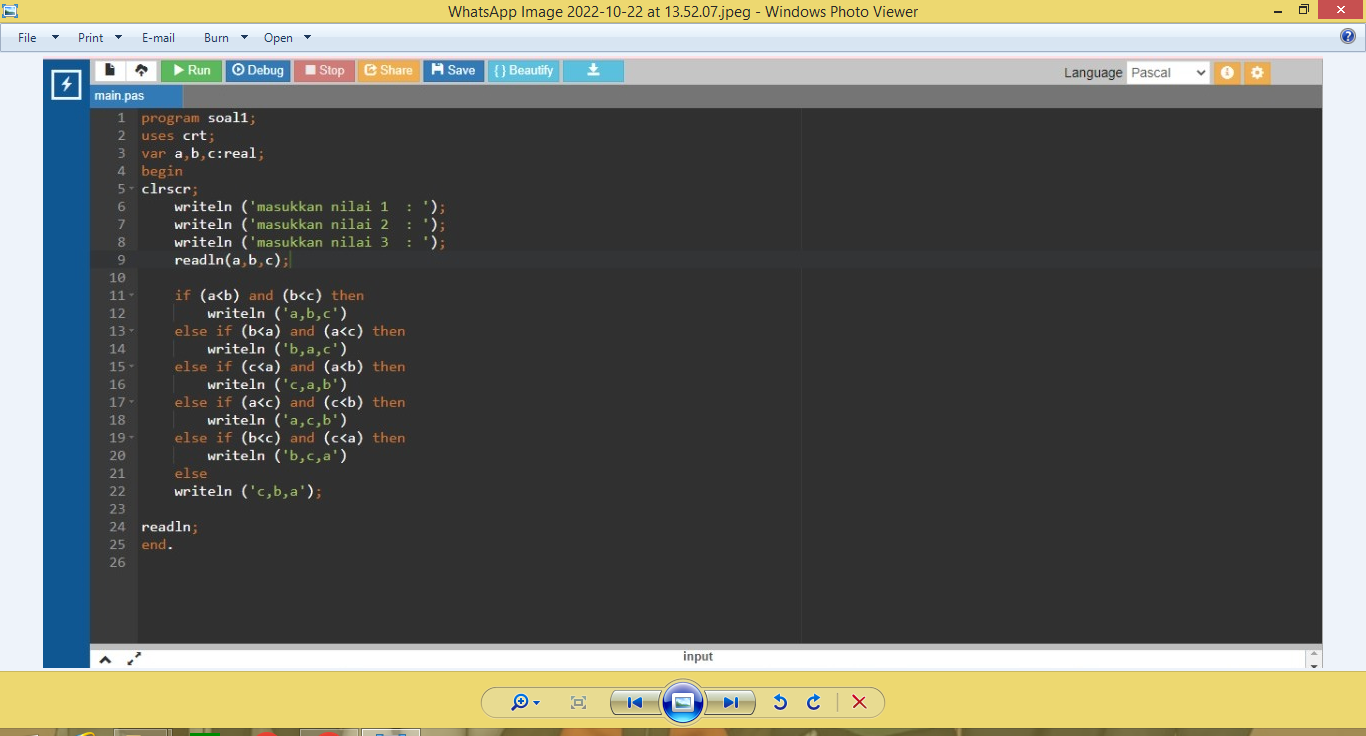 WhatsApp Image 2022-10-22 at 13.52.07.jpeg - Windows Photo Viewer
File Print E-mail Burn Open
Run Debug Stop Share Save { } Beautify Language Pascal
main.pas
1 program soal1;
2 uses crt;
3 var a,b,c:real;
4 begin
5 clrscr;
6 writeln ('masukkan nilai 1  : ');
7 writeln ('masukkan nilai 2  : ');
8 writeln ('masukkan nilai 3  : ');
9 readln(a,b,c);
10
11 if (a<b) and (b<c) then
12 writeln ('a,b,c')
13 else if (b<a) and (a<c) then
14 writeln ('b,a,c')
15 else if (c<a) and (a<b) then
16 writeln ('c,a,b')
17 else if (a<c) and (c<b) then
18 writeln ('a,c,b')
19 else if (b<c) and (c<a) then
20 writeln ('b,c,a')
21 else
22 writeln ('c,b,a');
23
24 readln;
25 end.
26
input